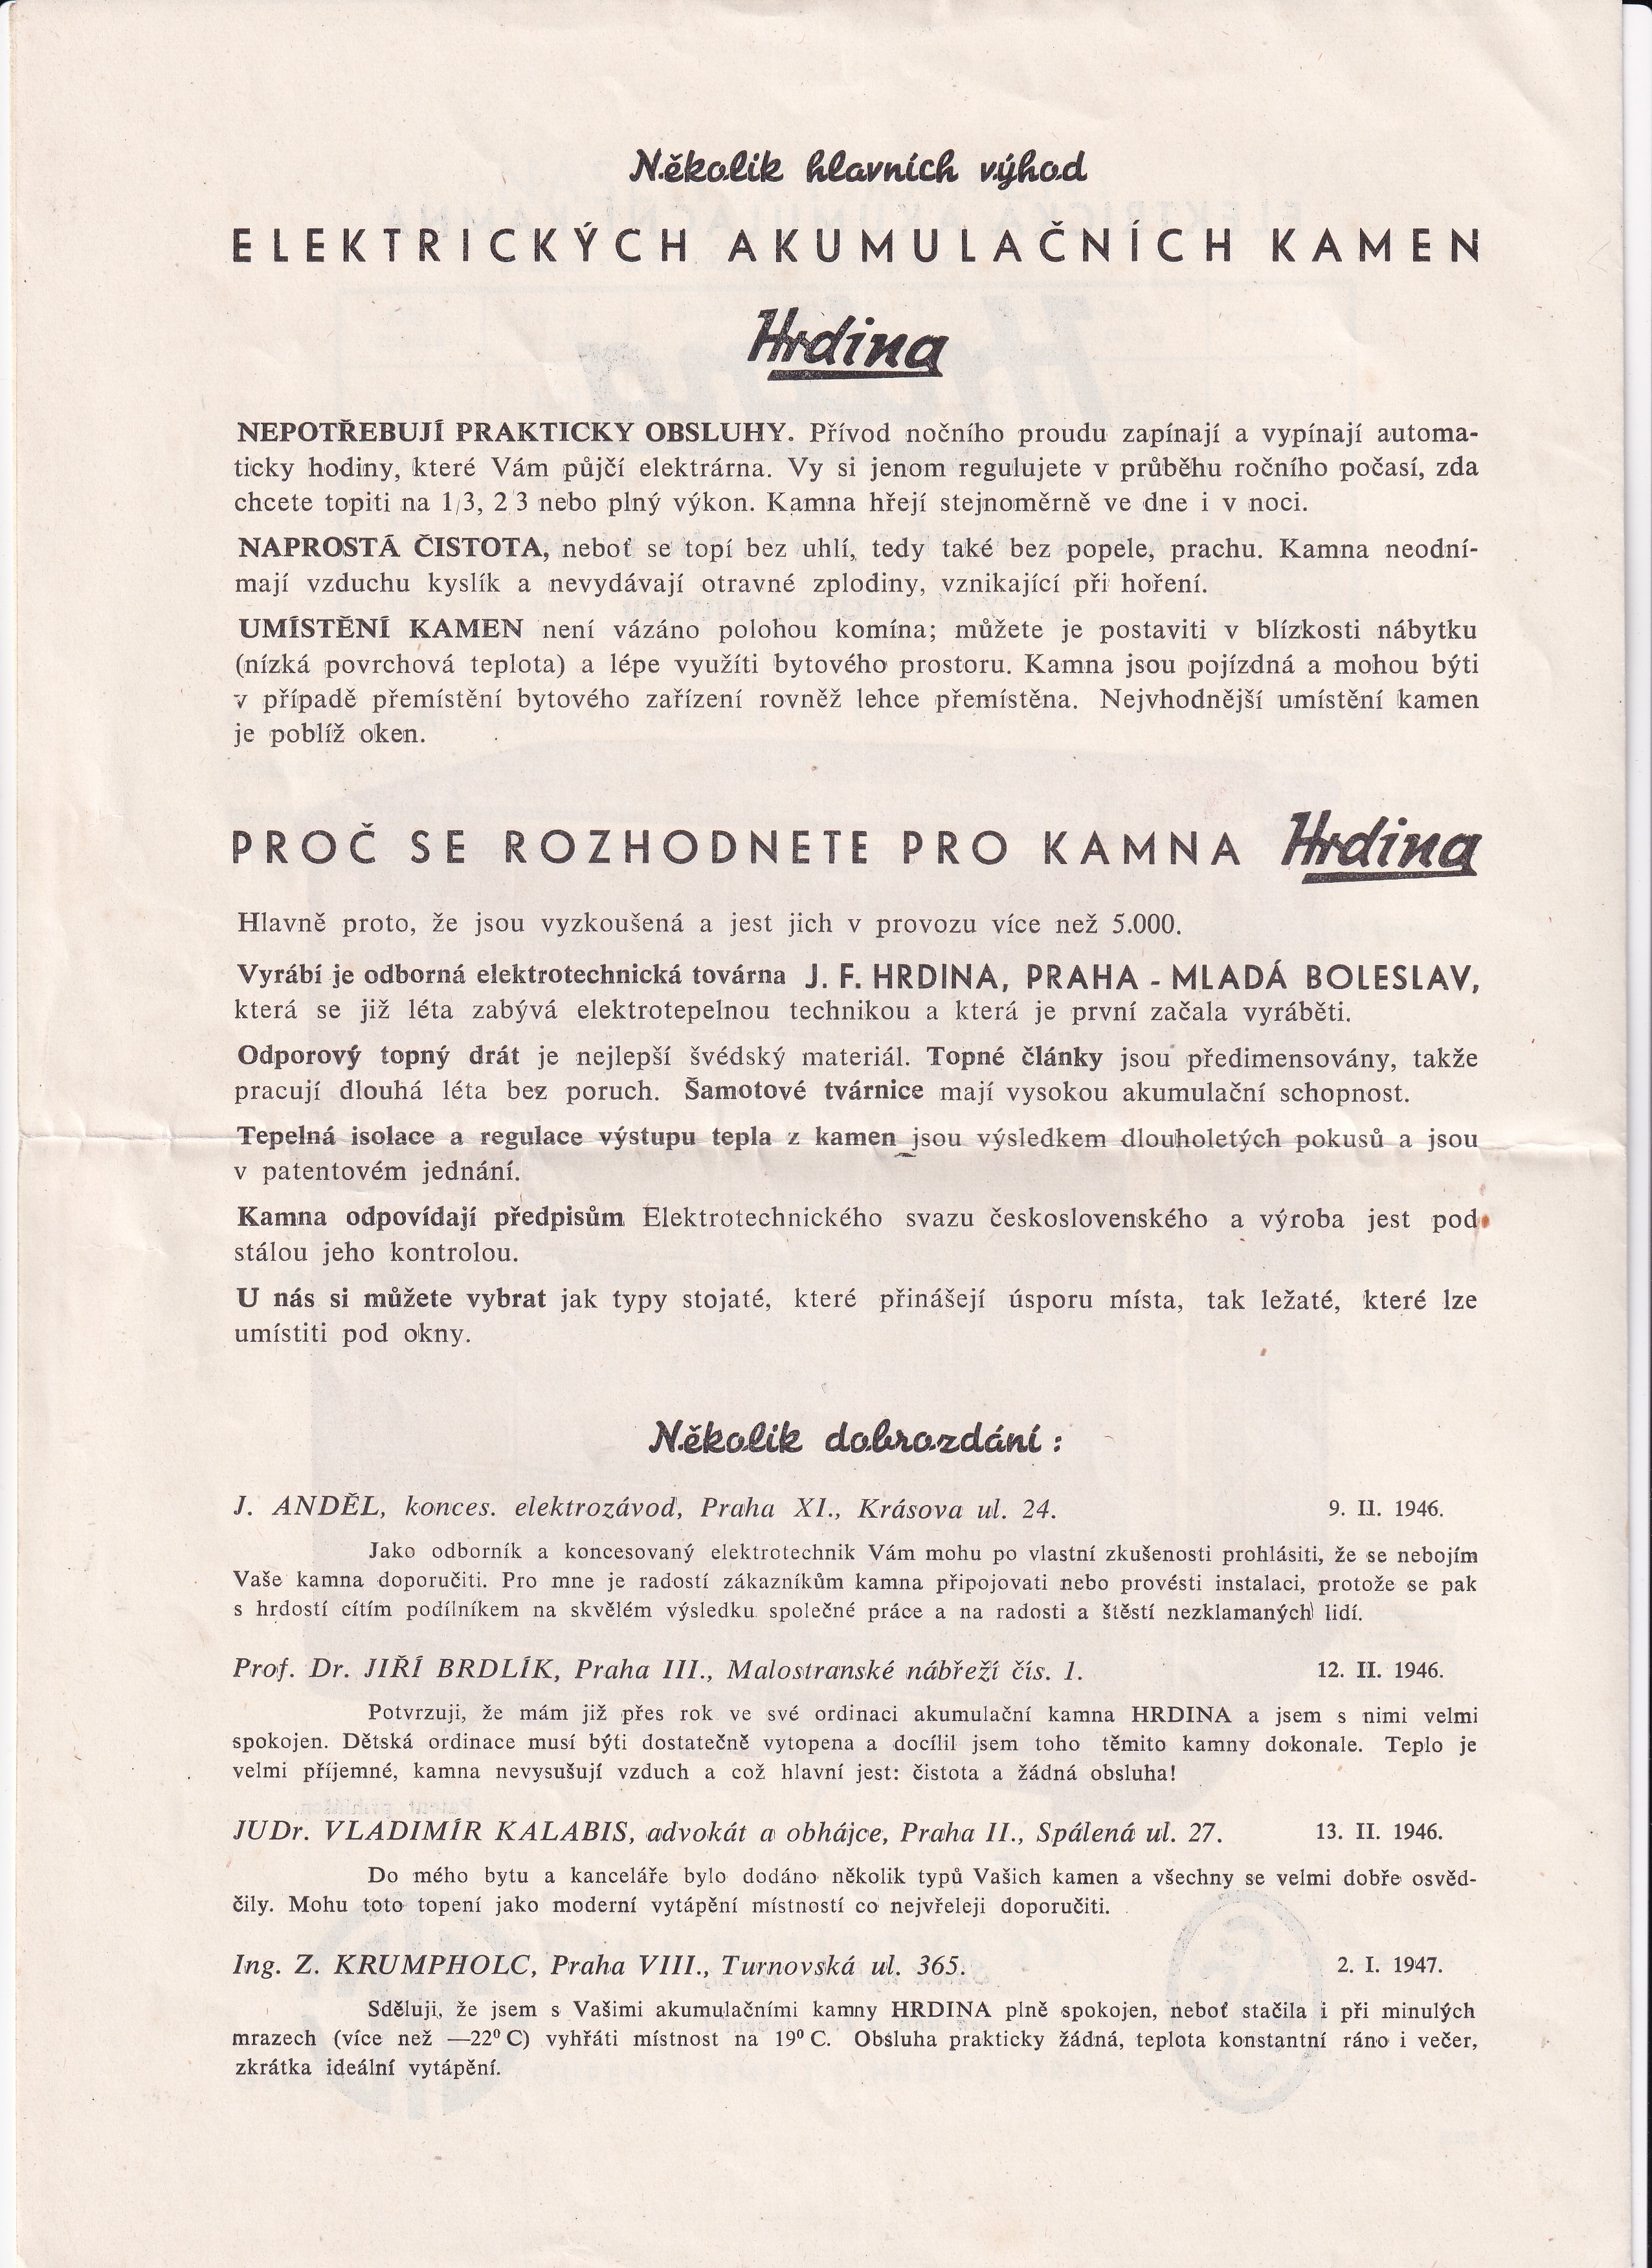 Několik hlavních výhod
ELEKTRICKÝCH AKUMULAČNÍCH KAMEN
Hrdina
NEPOTŘEBUJÍ PRAKTICKY OBSLUHY. Přívod nočního proudu zapínají a vypínají automa-
ticky hodiny, které Vám půjčí elektrárna. Vy si jenom regulujete v průběhu ročního počasí, zda
chcete topiti na 1/3, 2/3 nebo plný výkon. Kamna hřejí stejnoměrně ve dne i v noci.
NAPROSTÁ ČISTOTA, neboť se topí bez uhlí, tedy také bez popele, prachu. Kamna neodní-
mají vzduchu kyslík a nevydávají otravné zplodiny, vznikající při hoření.
UMÍSTĚNÍ KAMEN není vázáno polohou komína; můžete je postaviti v blízkosti nábytku
(nízká povrchová teplota) a lépe využíti bytového prostoru. Kamna jsou pojízdná a mohou býti
v případě přemístění bytového zařízení rovněž lehce přemístěna. Nejvhodnější umístění kamen
je poblíž oken.
PROČ SE ROZHODNETE PRO KAMNA Hrdina
Hlavně proto, že jsou vyzkoušená a jest jich v provozu více než 5.000.
Vyrábí je odborná elektrotechnická továrna J. F. HRDINA, PRAHA - MLADÁ BOLESLAV,
která se již léta zabývá elektrotepelnou technikou a která je první začala vyráběti.
Odporový topný drát je nejlepší švédský materiál. Topné články jsou předimensovány, takže
pracují dlouhá léta bez poruch. Šamotové tvárnice mají vysokou akumulační schopnost.
Tepelná isolace a regulace výstupu tepla z kamen jsou výsledkem dlouholetých pokusů a jsou
v patentovém jednání.
Kamna odpovídají předpisům Elektrotechnického svazu československého a výroba jest pod
stálou jeho kontrolou.
U nás si můžete vybrat jak typy stojaté, které přinášejí úsporu místa, tak ležaté, které lze
umístiti pod okny.
Několik dobrozdání:
J. ANDĚL, konces. elektrozávod, Praha XI., Krásova ul. 24. 9. II. 1946.
Jako odborník a koncesovaný elektrotechnik Vám mohu po vlastní zkušenosti prohlásiti, že se nebojím
Vaše kamna doporučiti. Pro mne je radostí zákazníkům kamna připojovati nebo provésti instalaci, protože se pak
s hrdostí cítím podílníkem na skvělém výsledku společné práce a na radosti a štěstí nezklamaných lidí.
Prof. Dr. JIŘÍ BRDLÍK, Praha III., Malostranské nábřeží čís. 1. 12. II. 1946.
Potvrzuji, že mám již přes rok ve své ordinaci akumulační kamna HRDINA a jsem s nimi velmi
spokojen. Dětská ordinace musí býti dostatečně vytopena a docílil jsem toho těmito kamny dokonale. Teplo je
velmi příjemné, kamna nevysušují vzduch a což hlavní jest: čistota a žádná obsluha!
JUDr. VLADIMÍR KALABIS, advokát a obhájce, Praha II., Spálená ul. 27. 13. II. 1946.
Do mého bytu a kanceláře bylo dodáno několik typů Vašich kamen a všechny se velmi dobře osvěd-
čily. Mohu toto topení jako moderní vytápění místností co nejvřeleji doporučiti.
Ing. Z. KRUMPHOLC, Praha VIII., Turnovská ul. 365. 2. I. 1947.
Sděluji, že jsem s Vašimi akumulačními kamny HRDINA plně spokojen, neboť stačila i při minulých
mrazech (více než —22⁰ C) vyhřáti místnost na 19⁰ C. Obsluha prakticky žádná, teplota konstantní ráno i večer,
zkrátka ideální vytápění.